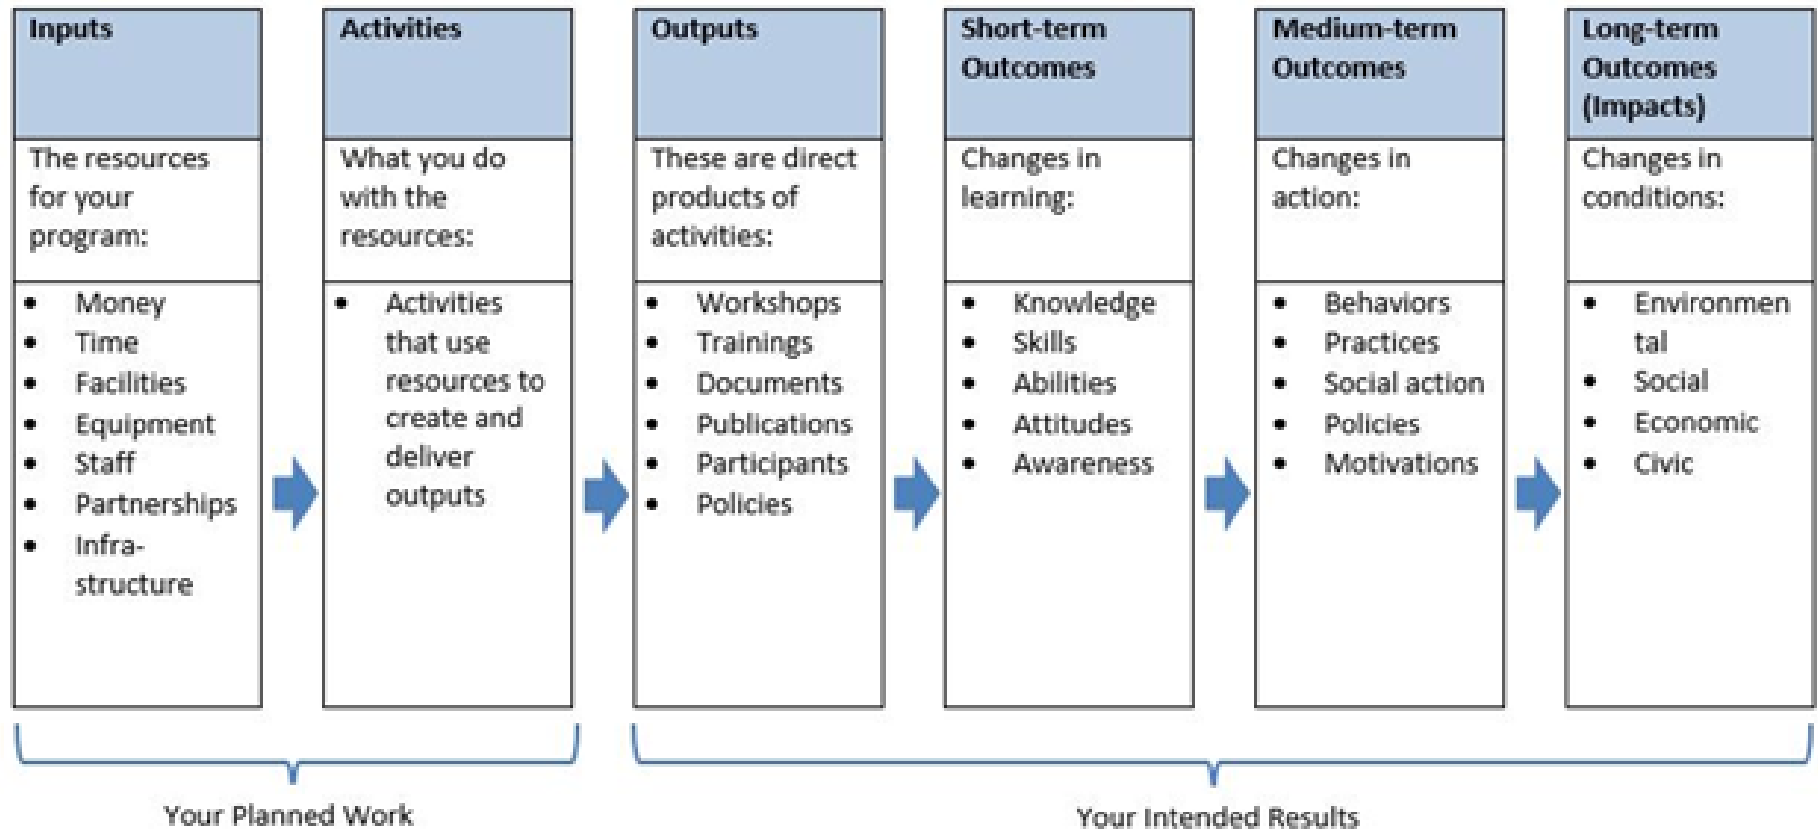 Inputs
The resources
for your
program:
• Money
• Time
• Facilities
• Equipment
• Staff
• Partnerships
• Infra-
structure
Activities
What you do
with the
resources:
• Activities
that use
resources to
create and
deliver
outputs
Outputs
These are direct
products of
activities:
• Workshops
• Trainings
• Documents
• Publications
• Participants
• Policies
Short-term
Outcomes
Changes in
learning:
• Knowledge
• Skills
• Abilities
• Attitudes
• Awareness
Medium-term
Outcomes
Changes in
action:
• Behaviors
• Practices
• Social action
• Policies
• Motivations
Long-term
Outcomes
(Impacts)
Changes in
conditions:
• Environmen
tal
• Social
• Economic
• Civic
Your Planned Work
Your Intended Results